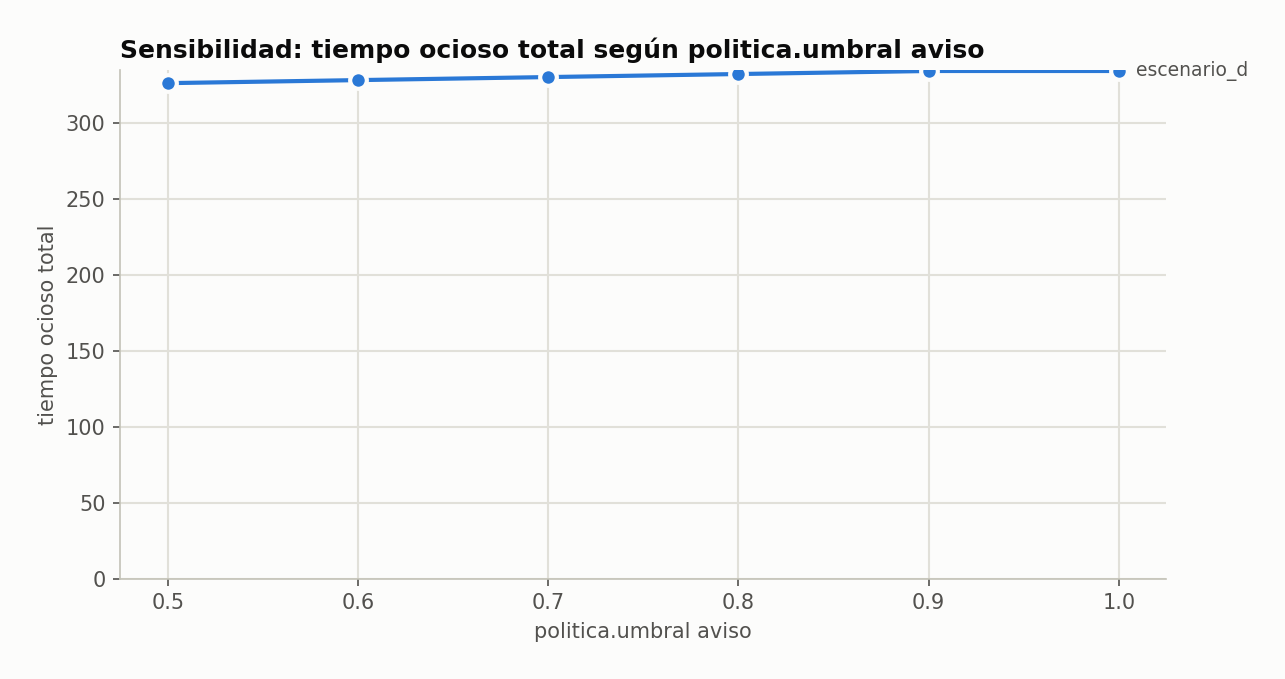 Sensibilidad: tiempo ocioso total según politica.umbral aviso
escenario_d
300
250
200
150
100
50
0
tiempo ocioso total
0.5 0.6 0.7 0.8 0.9 1.0
politica.umbral aviso